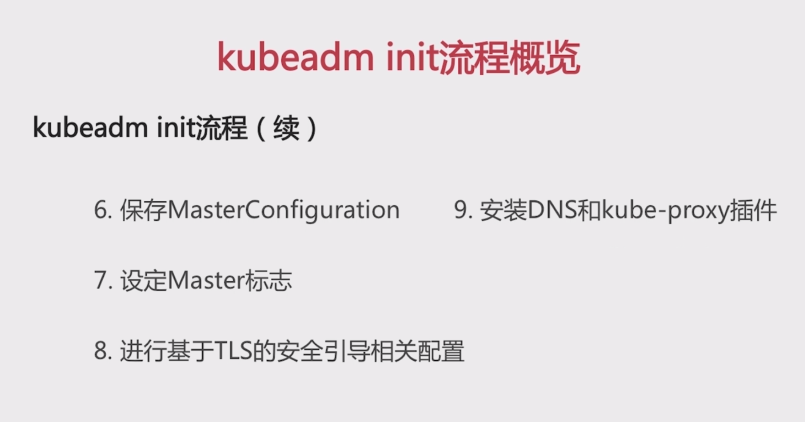 kubeadm init流程概览
kubeadm init流程（续）
6. 保存MasterConfiguration
7. 设定Master标志
8. 进行基于TLS的安全引导相关配置
9. 安装DNS和kube-proxy插件